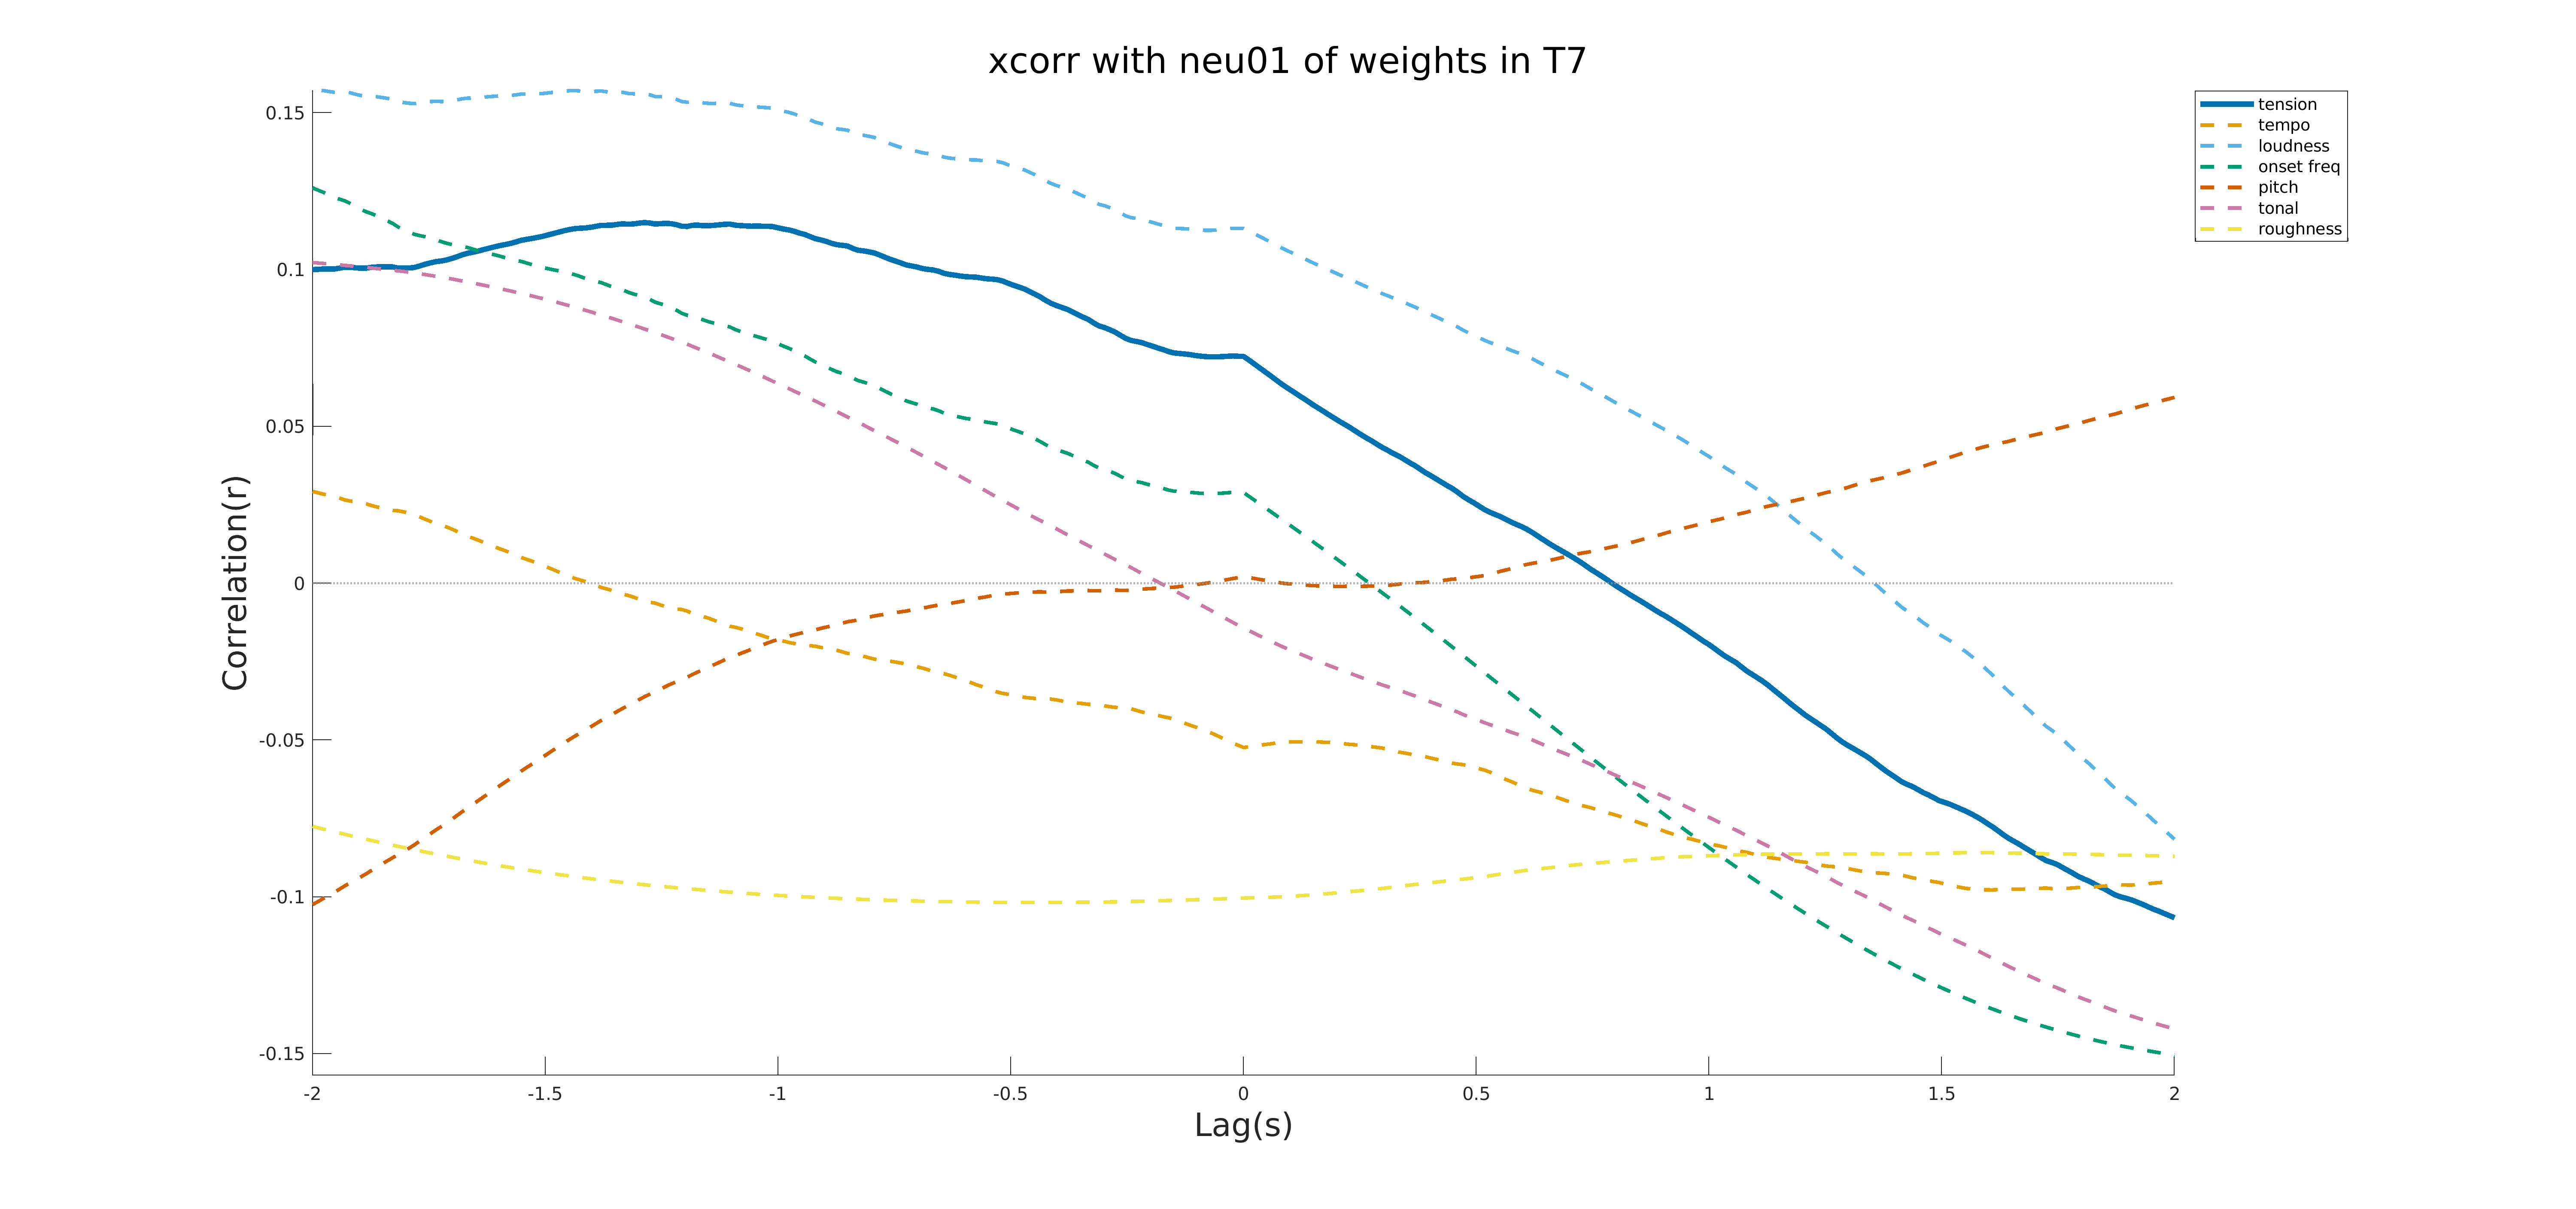 xcorr with neu01 of weights in T7
tension
tempo
loudness
onset freq
pitch
tonal
roughness
Correlation(r)
0.15
0.1
0.05
0
-0.05
-0.1
-0.15
-2 -1.5 -1 -0.5 0 0.5 1 1.5 2
Lag(s)